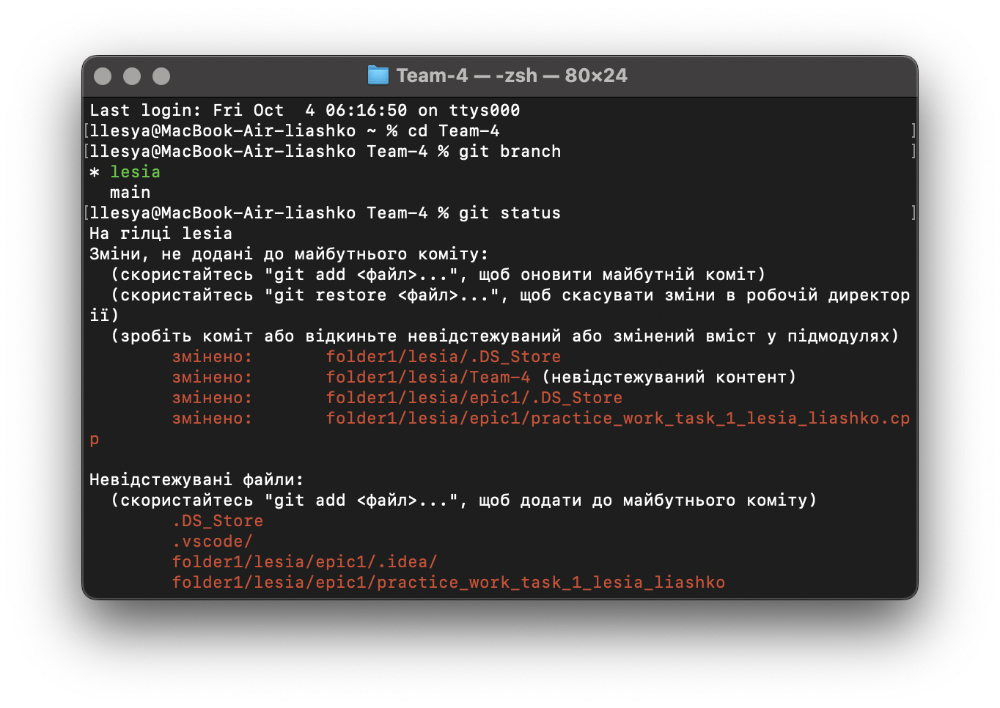 Team-4 — -zsh — 80×24
Last login: Fri Oct  4 06:16:50 on ttys000
[llesya@MacBook-Air-liashko ~ % cd Team-4]
[llesya@MacBook-Air-liashko Team-4 % git branch]
* lesia
  main
[llesya@MacBook-Air-liashko Team-4 % git status]
На гілці lesia
Зміни, не додані до майбутнього коміту:
  (скористайтесь "git add <файл>...", щоб оновити майбутній коміт)
  (скористайтесь "git restore <файл>...", щоб скасувати зміни в робочій директор
ії)
  (зробіть коміт або відкиньте невідстежуваний або змінений вміст у підмодулях)
        змінено:       folder1/lesia/.DS_Store
        змінено:       folder1/lesia/Team-4 (невідстежуваний контент)
        змінено:       folder1/lesia/epic1/.DS_Store
        змінено:       folder1/lesia/epic1/practice_work_task_1_lesia_liashko.cp
p
Невідстежувані файли:
  (скористайтесь "git add <файл>...", щоб додати до майбутнього коміту)
        .DS_Store
        .vscode/
        folder1/lesia/epic1/.idea/
        folder1/lesia/epic1/practice_work_task_1_lesia_liashko